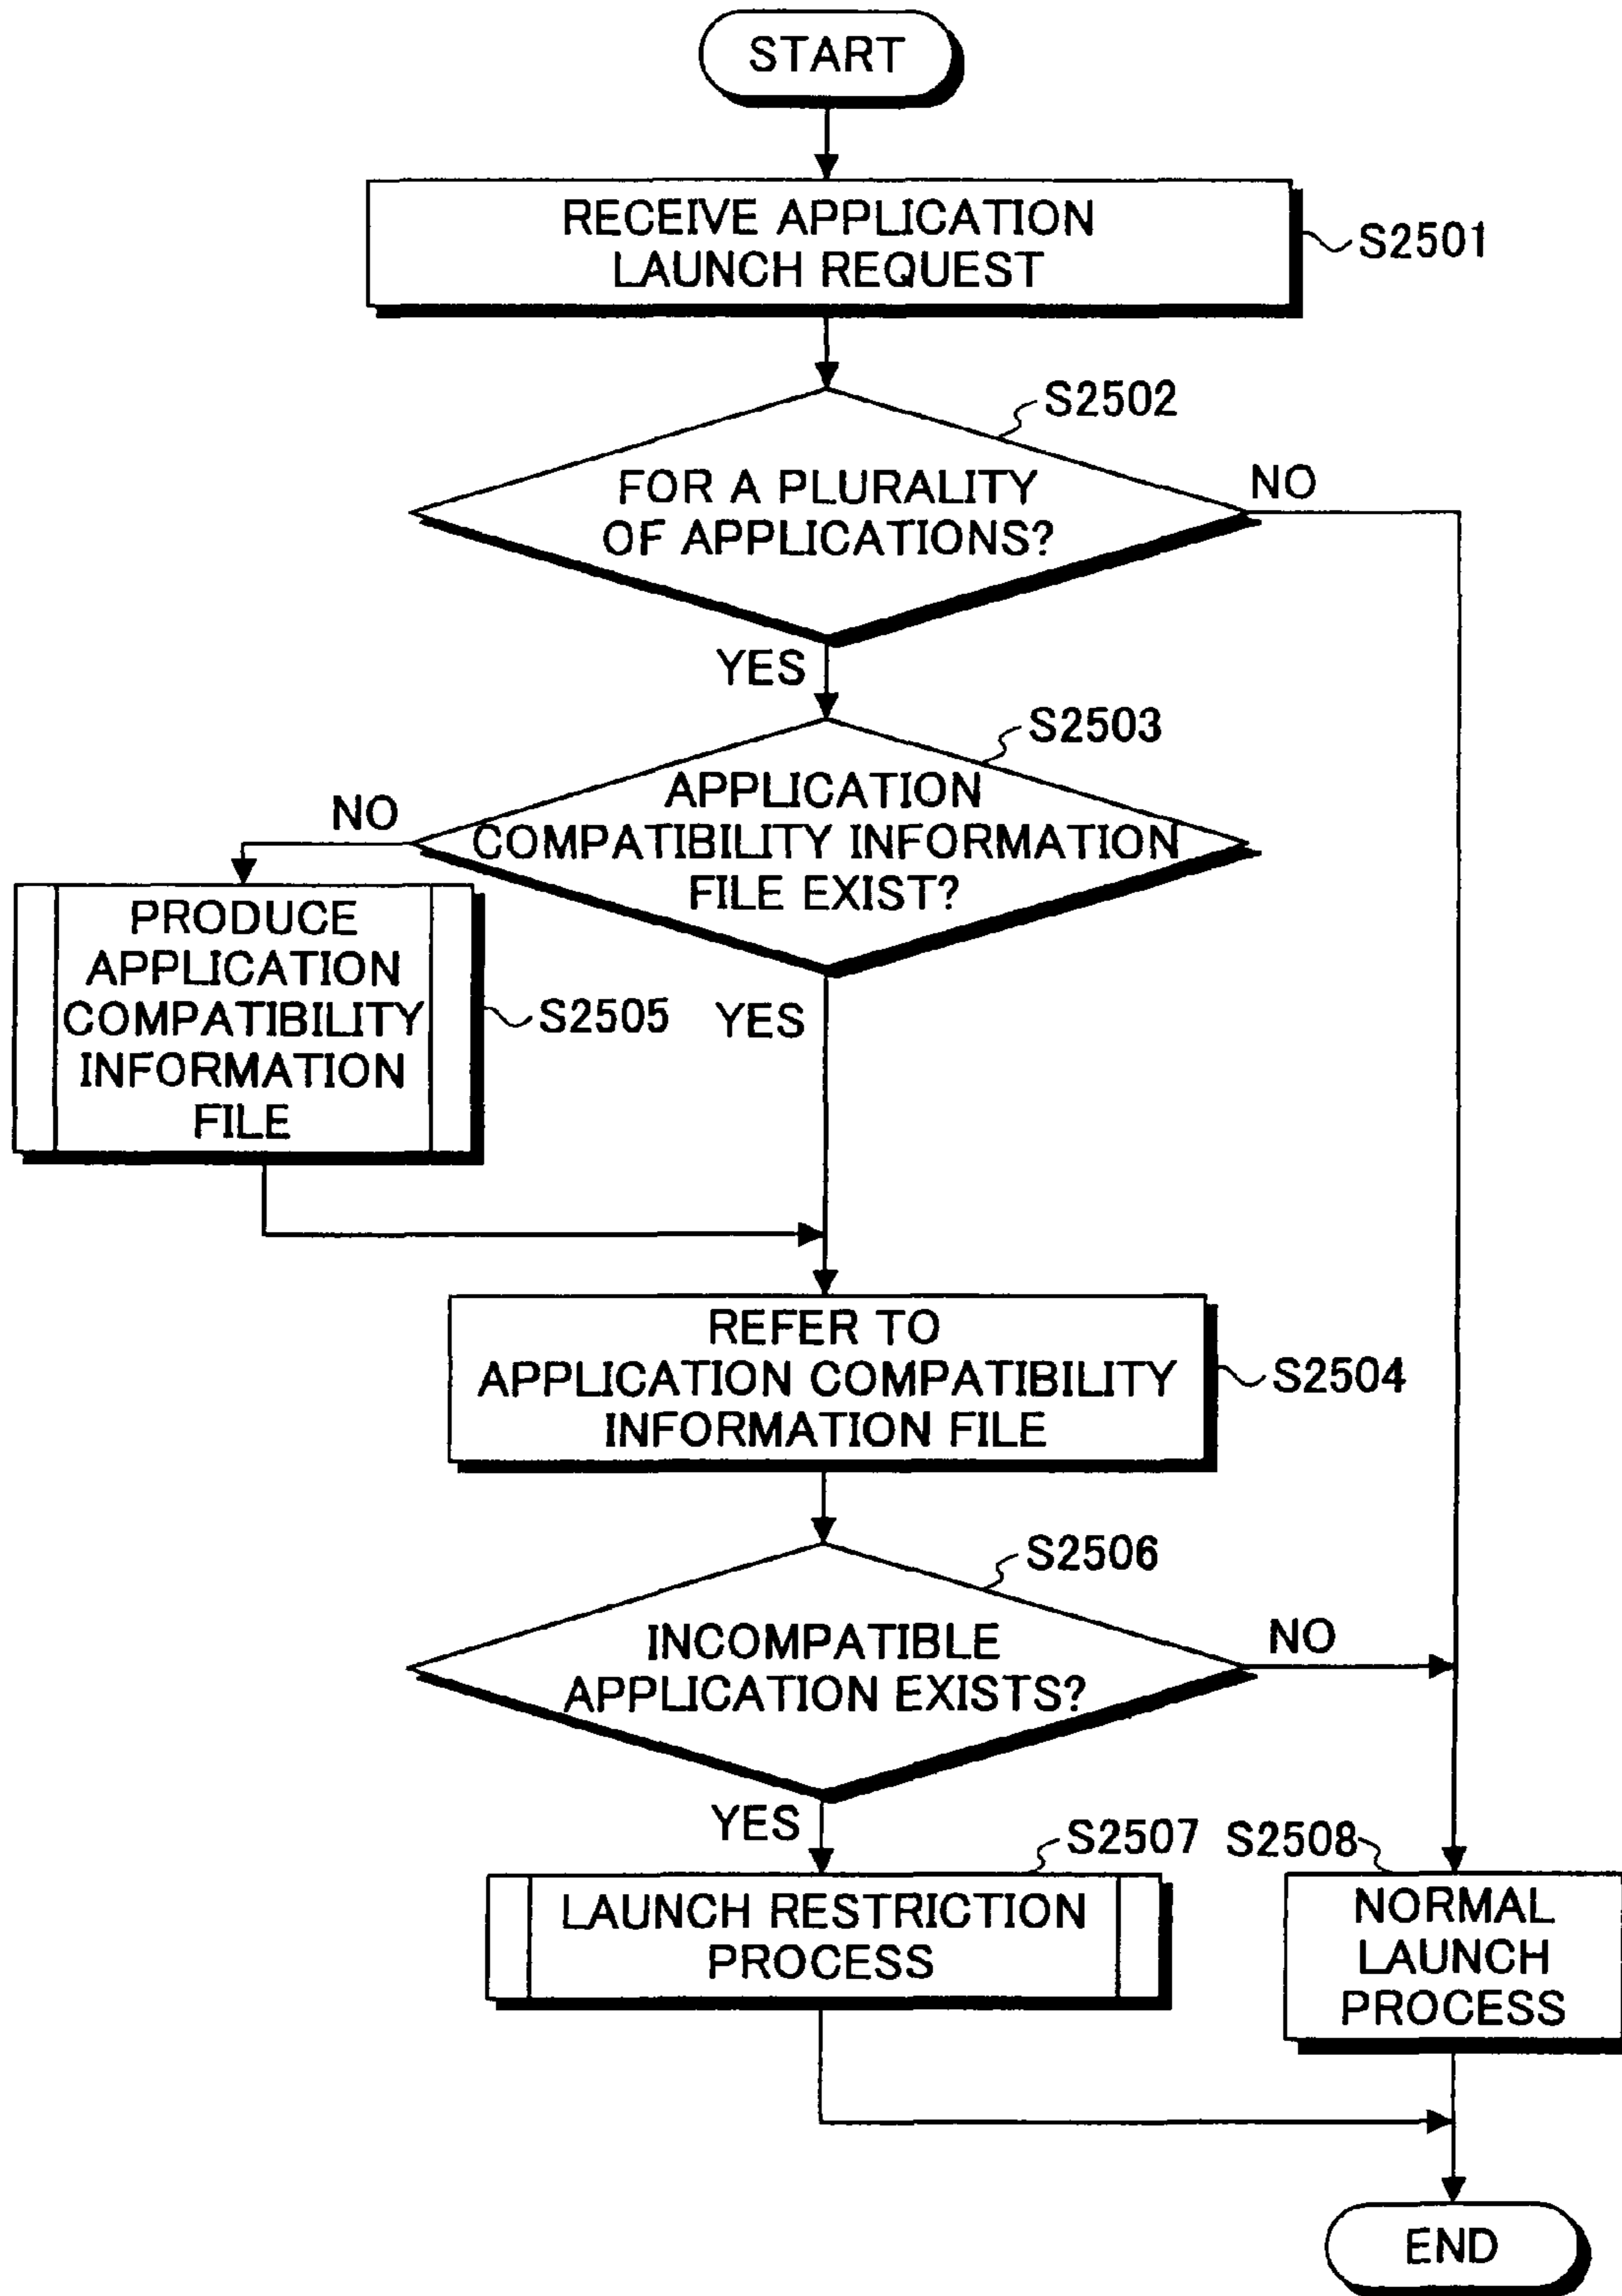 START
RECEIVE APPLICATION
LAUNCH REQUEST
S2501
S2502
FOR A PLURALITY
OF APPLICATIONS?
NO
YES
S2503
APPLICATION
COMPATIBILITY INFORMATION
FILE EXIST?
NO
YES
PRODUCE
APPLICATION
COMPATIBILITY
INFORMATION
FILE
S2505
REFER TO
APPLICATION COMPATIBILITY
INFORMATION FILE
S2504
S2506
INCOMPATIBLE
APPLICATION EXISTS?
NO
YES
S2507
LAUNCH RESTRICTION
PROCESS
S2508
NORMAL
LAUNCH
PROCESS
END